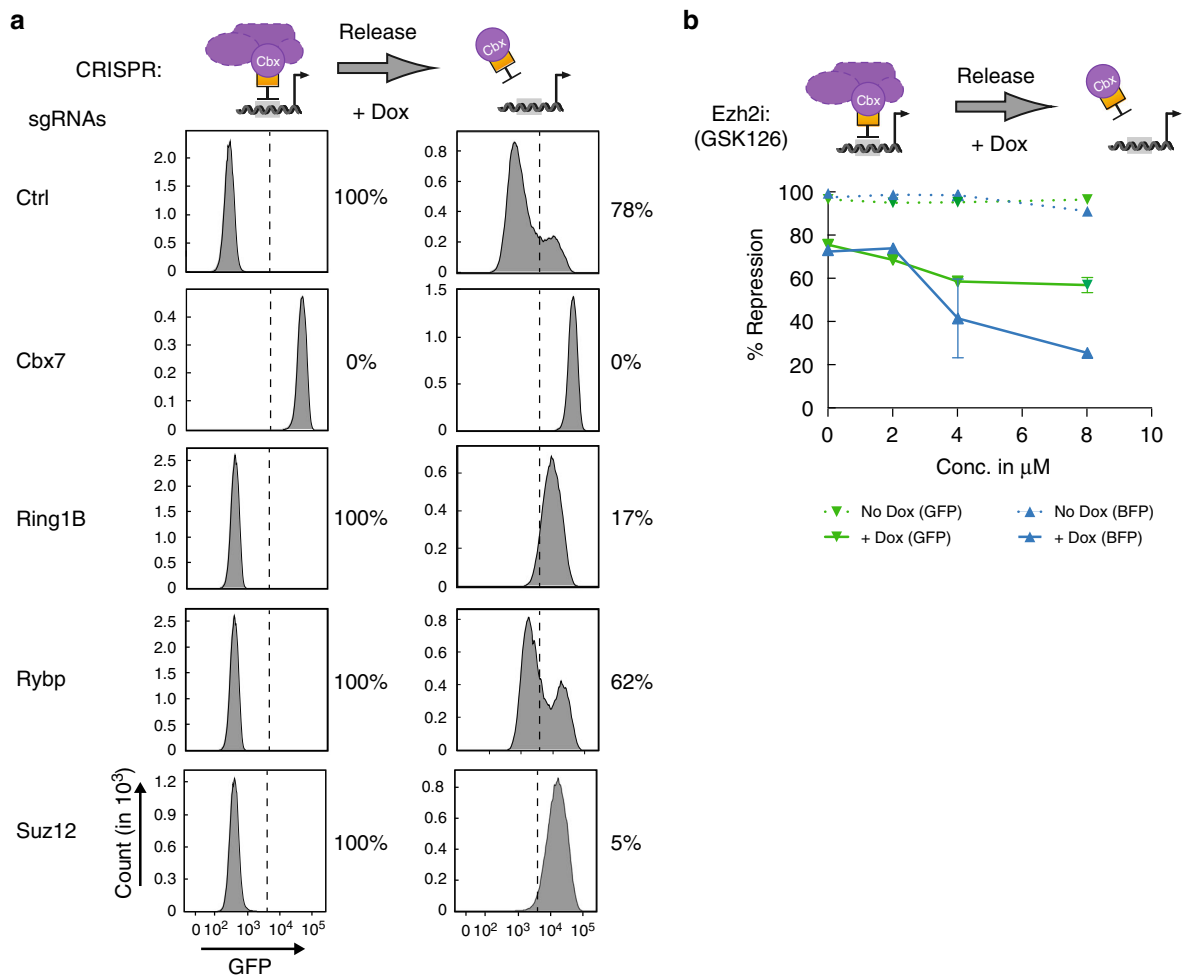 a
CRISPR:
Cbx
Release
+ Dox
Cbx
sgRNAs
Ctrl
2.0
1.5
1.0
0.5
0
100%
0.8
0.6
0.4
0.2
0
78%
Cbx7
0.4
0.3
0.2
0.1
0
0%
1.5
1.0
0.5
0
0%
Ring1B
2.5
2.0
1.5
1.0
0.5
0
100%
0.6
0.4
0.2
0
17%
Rybp
2.5
2.0
1.5
1.0
0.5
0
100%
0.8
0.6
0.4
0.2
0
62%
Suz12
Count (in 10³)
1.2
0.9
0.6
0.3
0
100%
0.8
0.6
0.4
0.2
0
5%
0 10² 10³ 10⁴ 10⁵
0 10² 10³ 10⁴ 10⁵
GFP
b
Ezh2i:
(GSK126)
Cbx
Release
+ Dox
Cbx
% Repression
100
80
60
40
20
0
0 2 4 6 8 10
Conc. in μM
No Dox (GFP)
No Dox (BFP)
+ Dox (GFP)
+ Dox (BFP)